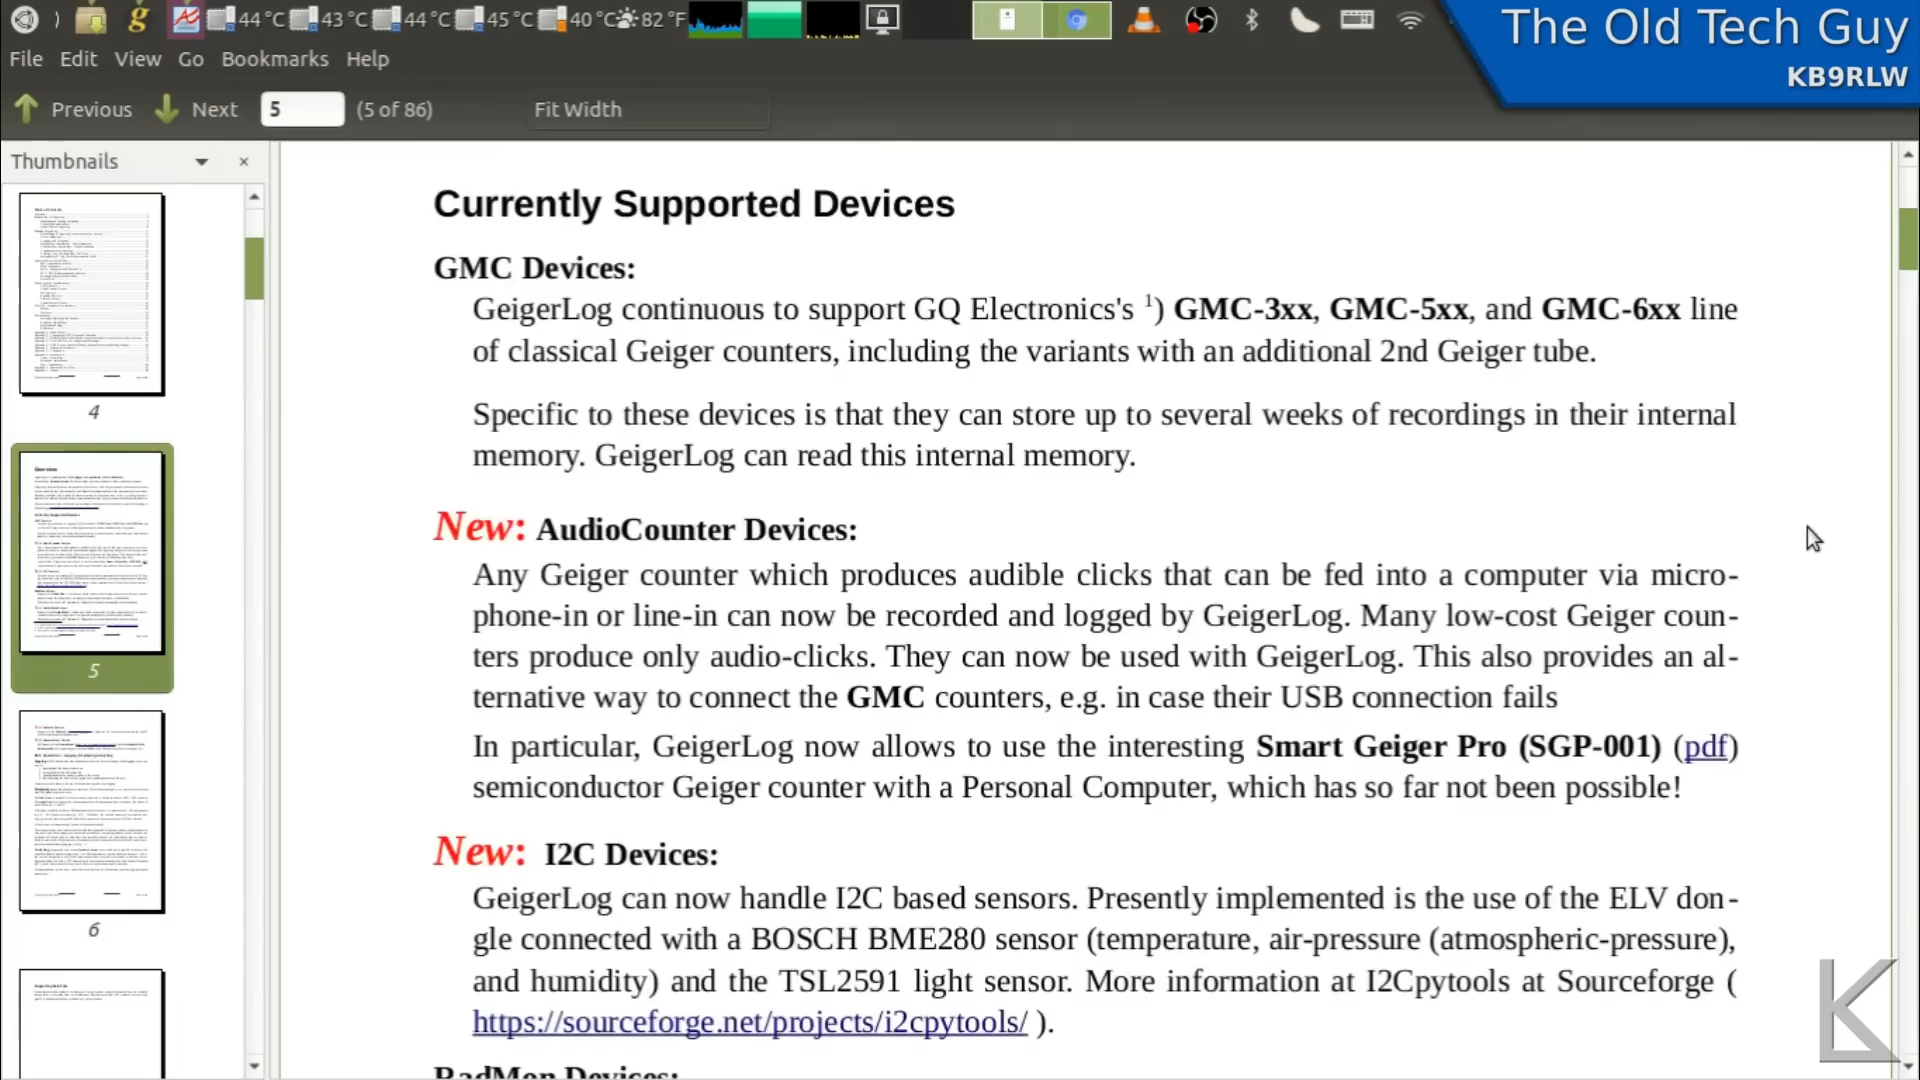 44 °C 43 °C 44 °C 45 °C 40 °C 82 °F
The Old Tech Guy
KB9RLW
File Edit View Go Bookmarks Help
Previous Next 5 (5 of 86) Fit Width
Thumbnails
4
5
6
Currently Supported Devices
GMC Devices:
GeigerLog continuous to support GQ Electronics's ¹) GMC-3xx, GMC-5xx, and GMC-6xx line
of classical Geiger counters, including the variants with an additional 2nd Geiger tube.
Specific to these devices is that they can store up to several weeks of recordings in their internal
memory. GeigerLog can read this internal memory.
New: AudioCounter Devices:
Any Geiger counter which produces audible clicks that can be fed into a computer via micro-
phone-in or line-in can now be recorded and logged by GeigerLog. Many low-cost Geiger coun-
ters produce only audio-clicks. They can now be used with GeigerLog. This also provides an al-
ternative way to connect the GMC counters, e.g. in case their USB connection fails
In particular, GeigerLog now allows to use the interesting Smart Geiger Pro (SGP-001) (pdf)
semiconductor Geiger counter with a Personal Computer, which has so far not been possible!
New: I2C Devices:
GeigerLog can now handle I2C based sensors. Presently implemented is the use of the ELV don-
gle connected with a BOSCH BME280 sensor (temperature, air-pressure (atmospheric-pressure),
and humidity) and the TSL2591 light sensor. More information at I2Cpytools at Sourceforge (
https://sourceforge.net/projects/i2cpytools/ ).
RadMon Devices:
K